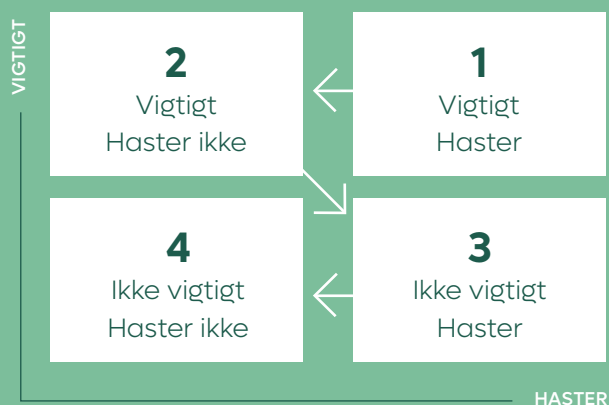 VIGTIGT
2
Vigtigt
Haster ikke
1
Vigtigt
Haster
4
Ikke vigtigt
Haster ikke
3
Ikke vigtigt
Haster
HASTER